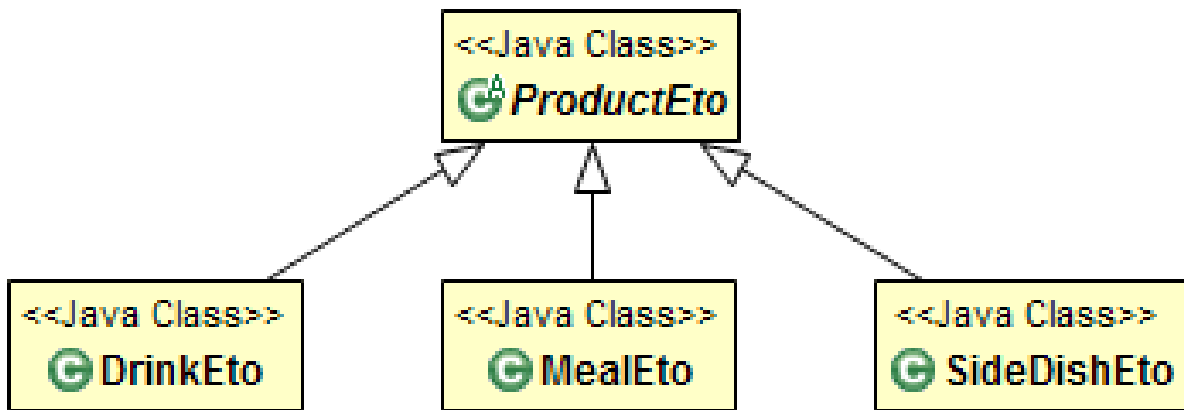 <<Java Class>>
ProductEto
<<Java Class>>
DrinkEto
<<Java Class>>
MealEto
<<Java Class>>
SideDishEto